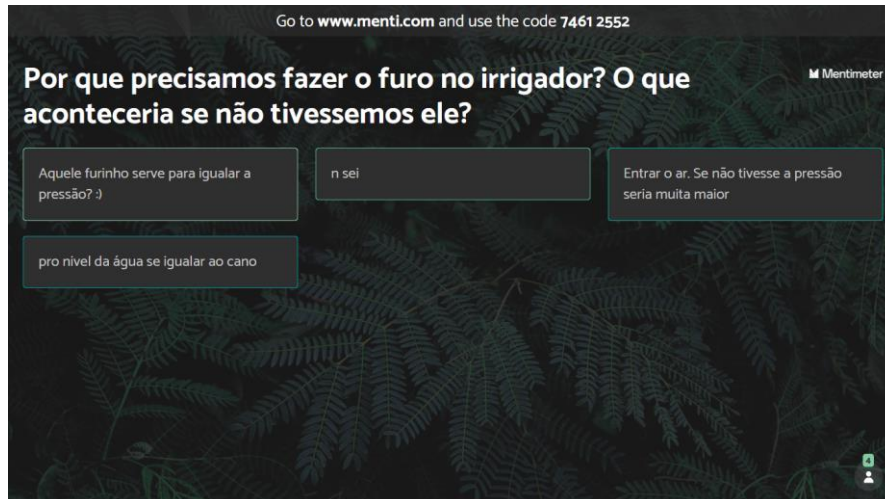 Go to www.menti.com and use the code 7461 2552
Por que precisamos fazer o furo no irrigador? O que
aconteceria se não tivessemos ele?
Mentimeter
Aquele furinho serve para igualar a
pressão? :)
n sei
Entrar o ar. Se não tivesse a pressão
seria muita maior
pro nivel da água se igualar ao cano
4